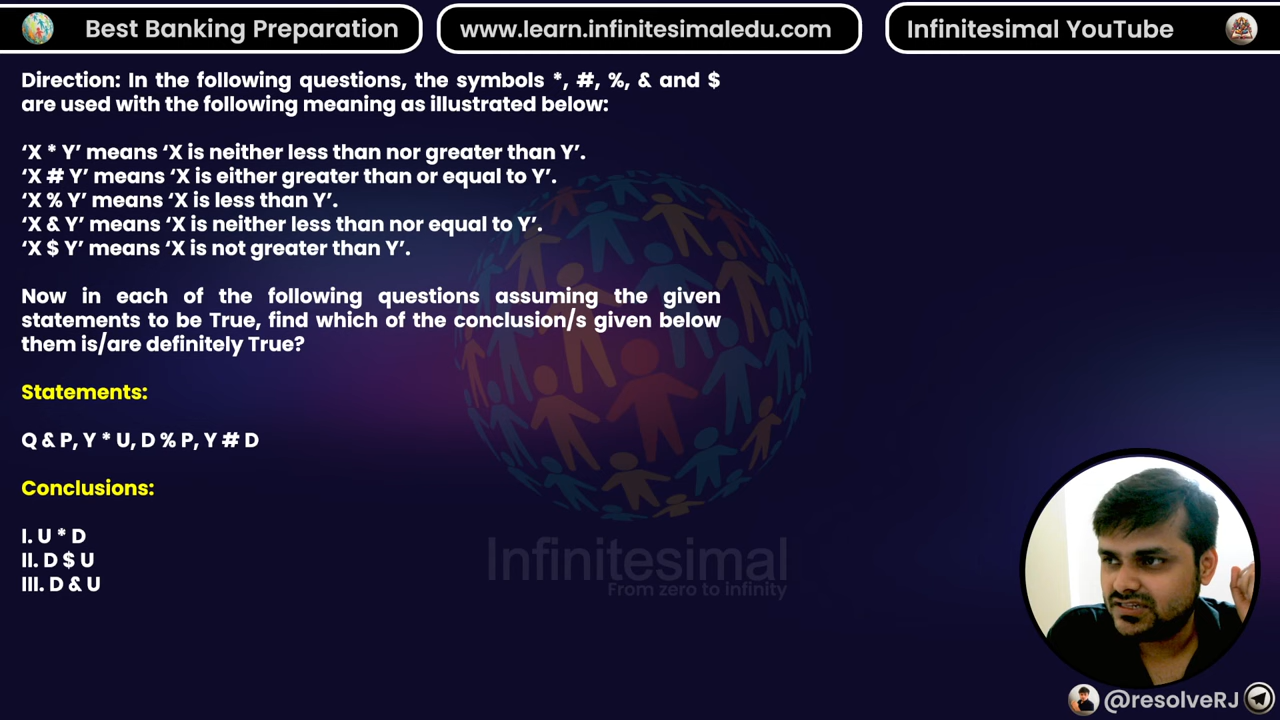 Best Banking Preparation
www.learn.infinitesimaledu.com
Infinitesimal YouTube
Direction: In the following questions, the symbols *, #, %, & and $
are used with the following meaning as illustrated below:
‘X * Y’ means ‘X is neither less than nor greater than Y’.
‘X # Y’ means ‘X is either greater than or equal to Y’.
‘X % Y’ means ‘X is less than Y’.
‘X & Y’ means ‘X is neither less than nor equal to Y’.
‘X $ Y’ means ‘X is not greater than Y’.
Now in each of the following questions assuming the given
statements to be True, find which of the conclusion/s given below
them is/are definitely True?
Statements:
Q & P, Y * U, D % P, Y # D
Conclusions:
I. U * D
II. D $ U
III. D & U
Infinitesimal
From zero to infinity
@resolveRJ